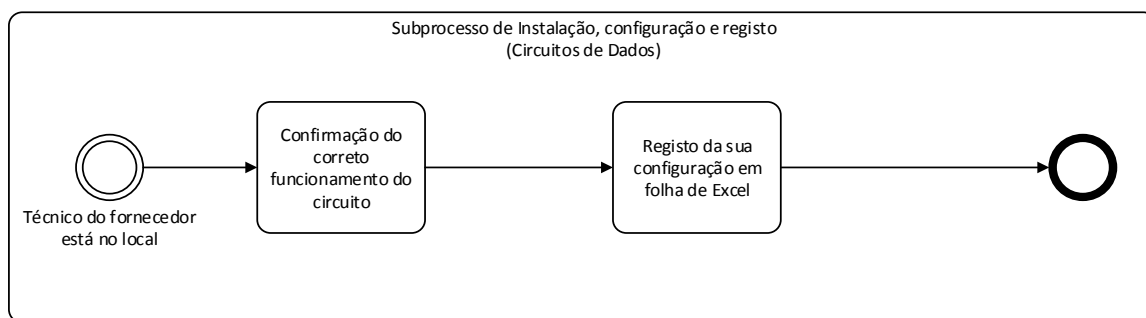 Subprocesso de Instalação, configuração e registo
(Circuitos de Dados)
Técnico do fornecedor
está no local
Confirmação do
correto
funcionamento do
circuito
Registo da sua
configuração em
folha de Excel